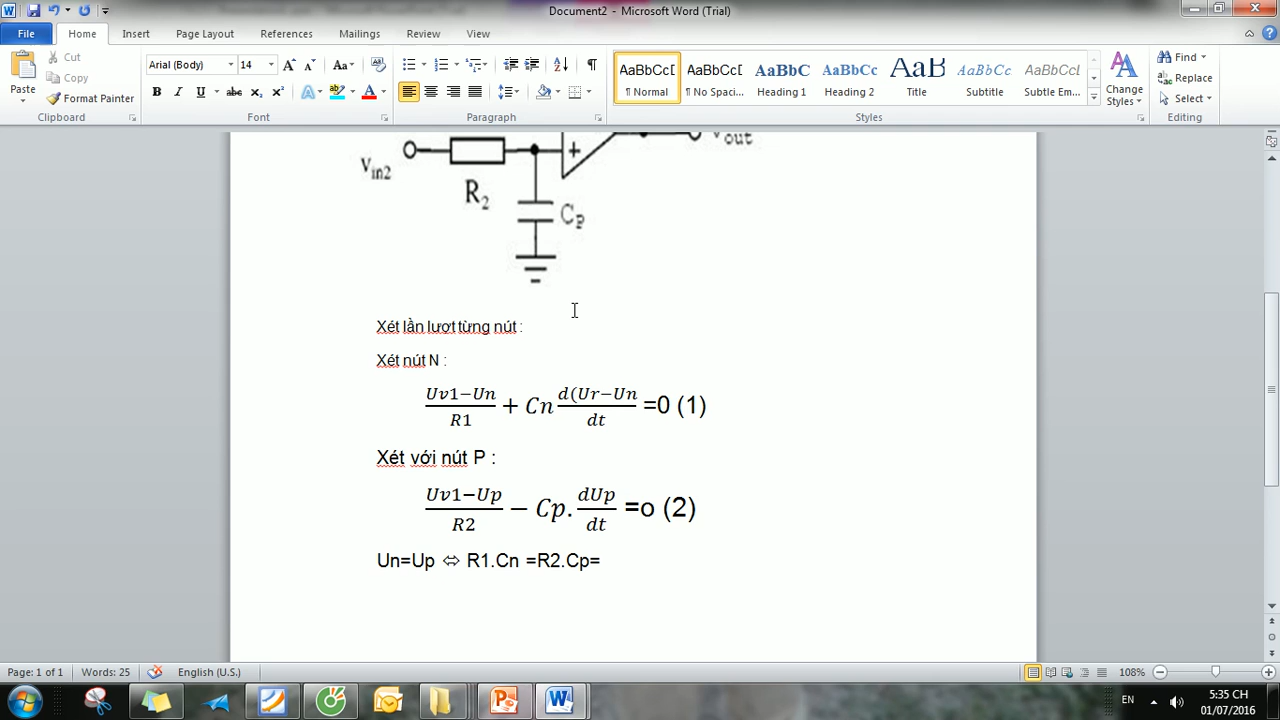 Document2 - Microsoft Word (Trial)
File Home Insert Page Layout References Mailings Review View
Paste
Cut
Copy
Format Painter
Clipboard
Arial (Body) 14
Font
Paragraph
AaBbCcD AaBbCcD AaBbC AaBbCc AaB AaBbCc AaBbCcD
¶ Normal ¶ No Spaci... Heading 1 Heading 2 Title Subtitle Subtle Em...
Styles
Change Styles
Find
Replace
Select
Editing
Vout
Vin2
R2
+
CP
Xét lần lượt từng nút :
Xét nút N :
Uv1−Un/R1 + Cn d(Ur−Un/dt =0 (1)
Xét với nút P :
Uv1−Up/R2 − Cp. dUp/dt =o (2)
Un=Up ⇔ R1.Cn =R2.Cp=
Page: 1 of 1 Words: 25 English (U.S.) 108%
EN 5:35 CH
01/07/2016